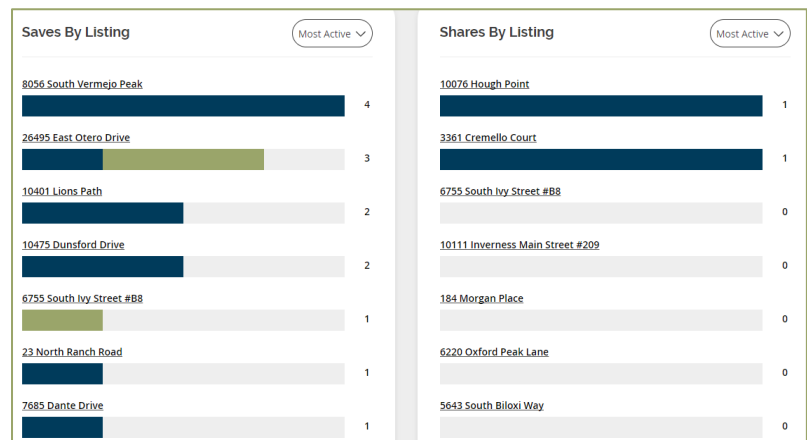 Saves By Listing
Most Active
8056 South Vermejo Peak
4
26495 East Otero Drive
3
10401 Lions Path
2
10475 Dunsford Drive
2
6755 South Ivy Street #B8
1
23 North Ranch Road
1
7685 Dante Drive
1
Shares By Listing
Most Active
10076 Hough Point
1
3361 Cremello Court
1
6755 South Ivy Street #B8
0
10111 Inverness Main Street #209
0
184 Morgan Place
0
6220 Oxford Peak Lane
0
5643 South Biloxi Way
0